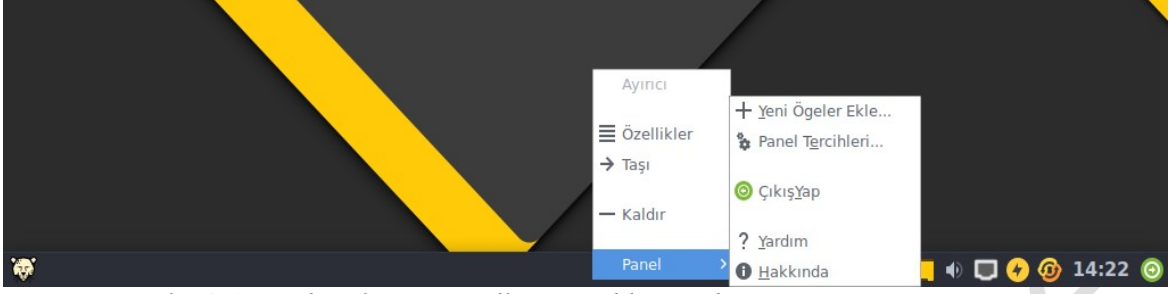 Ayırıcı
Özellikler
Taşı
Kaldır
Panel
Yeni Ögeler Ekle...
Panel Tercihleri...
ÇıkışYap
Yardım
Hakkında
14:22